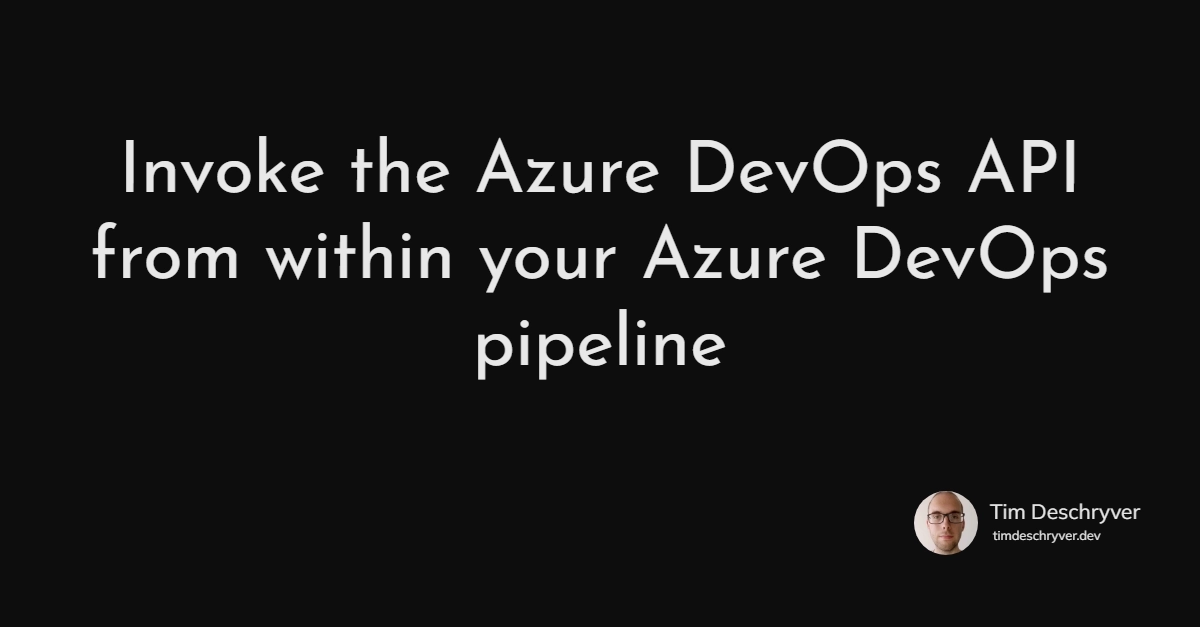 Invoke the Azure DevOps API
from within your Azure DevOps
pipeline
Tim Deschryver
timdeschryver.dev